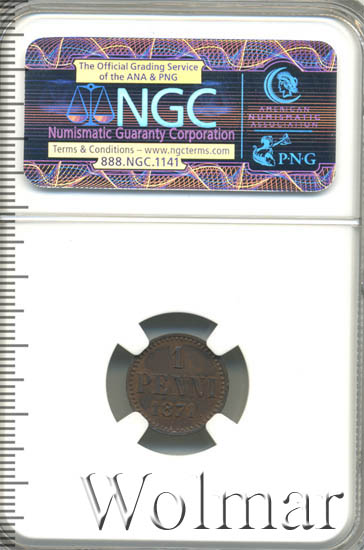 The Official Grading Service
of the ANA & PNG
NGC
Numismatic Guaranty Corporation
Terms & Conditions – www.ngcterms.com
888.NGC.1141
AMERICAN
NUMISMATIC
ASSOCIATION
P·N·G
1
PENNI
1871
Wolmar